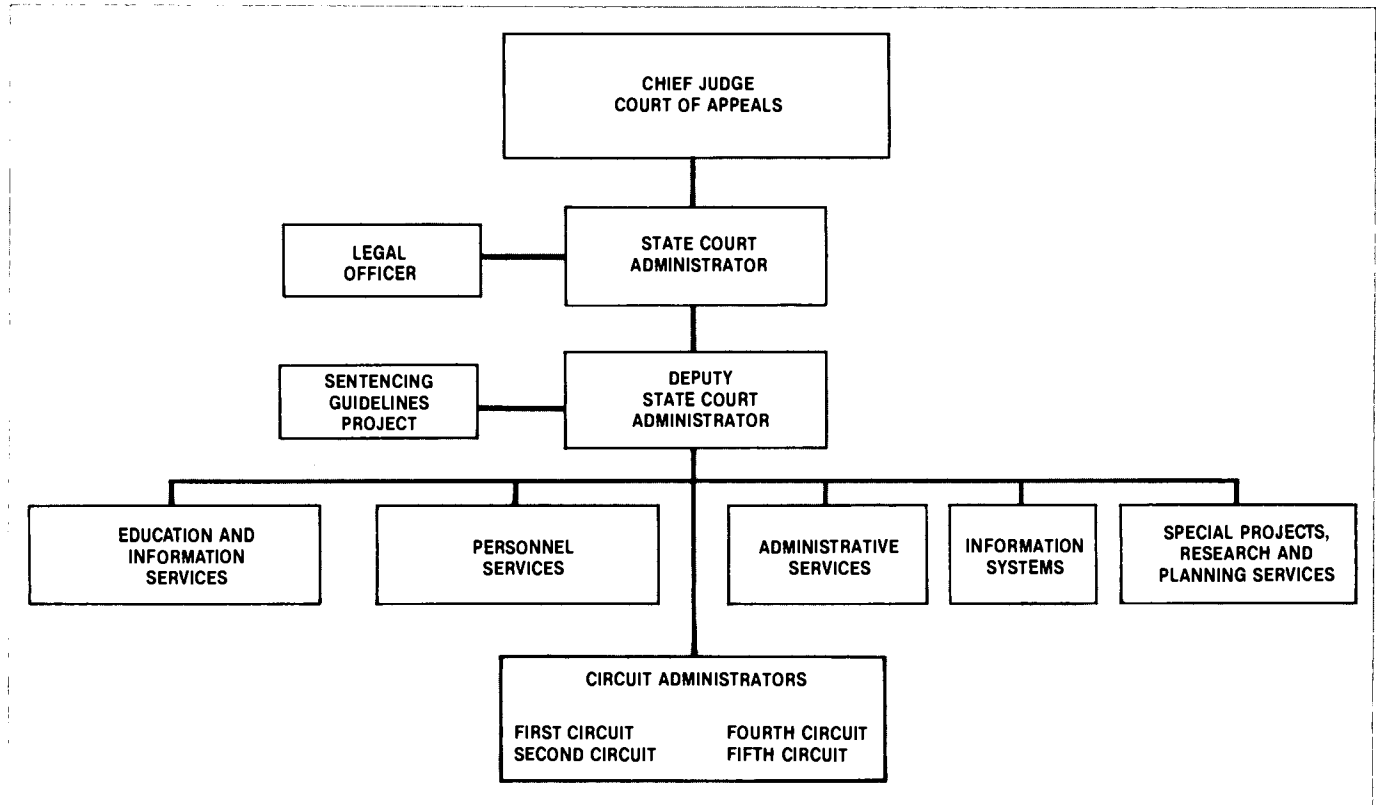 CHIEF JUDGE
COURT OF APPEALS
LEGAL
OFFICER
STATE COURT
ADMINISTRATOR
SENTENCING
GUIDELINES
PROJECT
DEPUTY
STATE COURT
ADMINISTRATOR
EDUCATION AND
INFORMATION
SERVICES
PERSONNEL
SERVICES
ADMINISTRATIVE
SERVICES
INFORMATION
SYSTEMS
SPECIAL PROJECTS,
RESEARCH AND
PLANNING SERVICES
CIRCUIT ADMINISTRATORS
FIRST CIRCUIT
SECOND CIRCUIT
FOURTH CIRCUIT
FIFTH CIRCUIT